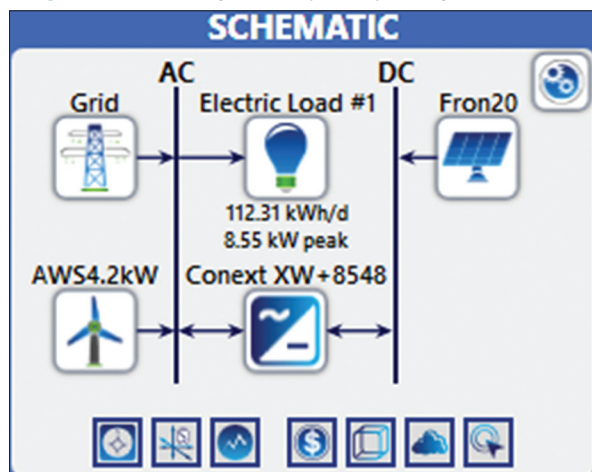 SCHEMATIC
AC DC
Grid Electric Load #1 Fron20
112.31 kWh/d
8.55 kW peak
AWS4.2kW Conext XW+8548